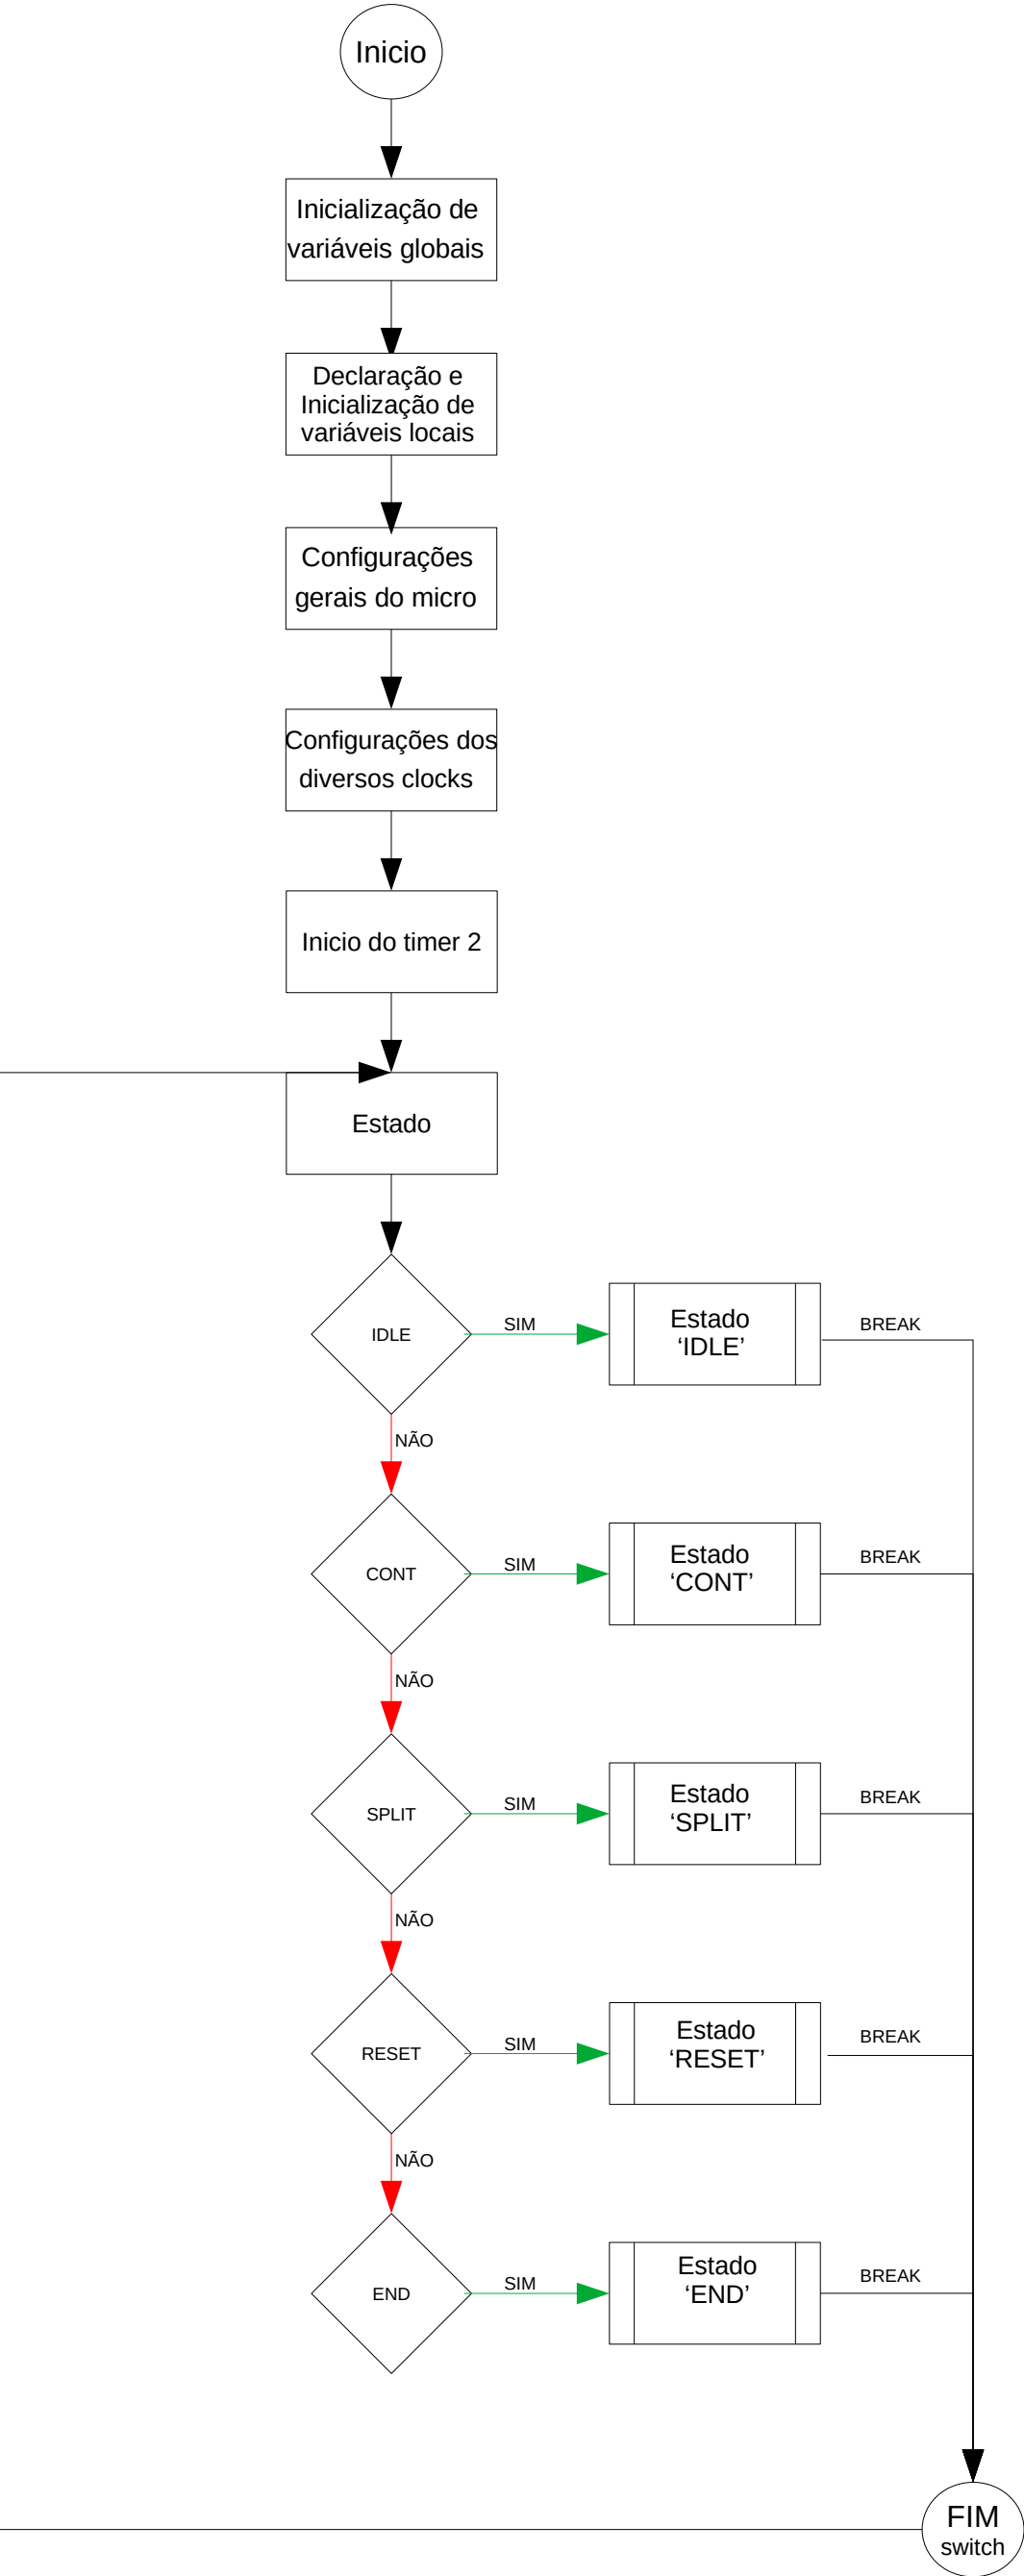 Inicio
Inicialização de
variáveis globais
Declaração e
Inicialização de
variáveis locais
Configurações
gerais do micro
Configurações dos
diversos clocks
Inicio do timer 2
Estado
IDLE
SIM
Estado
‘IDLE’
BREAK
NÃO
CONT
SIM
Estado
‘CONT’
BREAK
NÃO
SPLIT
SIM
Estado
‘SPLIT’
BREAK
NÃO
RESET
SIM
Estado
‘RESET’
BREAK
NÃO
END
SIM
Estado
‘END’
BREAK
FIM
switch